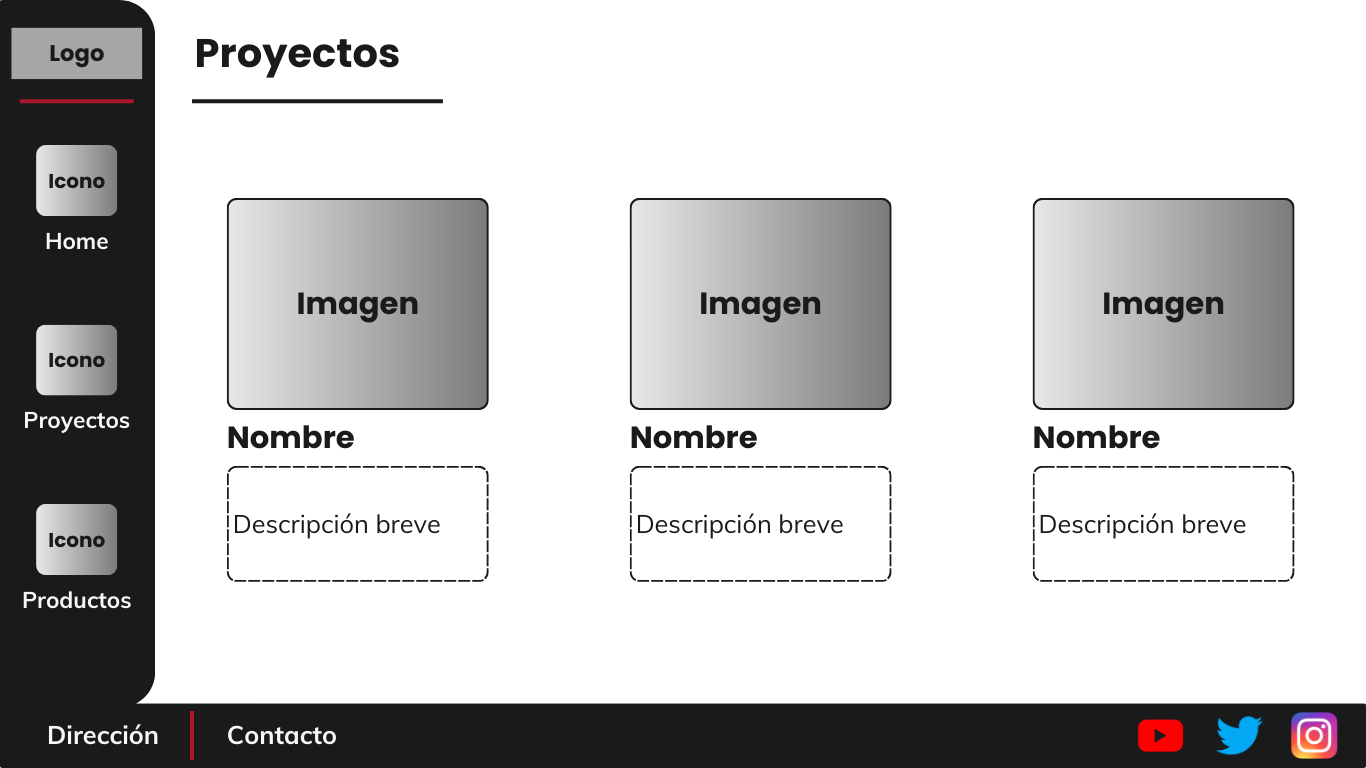 Logo
Icono
Home
Icono
Proyectos
Icono
Productos
Proyectos
Imagen
Nombre
Descripción breve
Imagen
Nombre
Descripción breve
Imagen
Nombre
Descripción breve
Dirección
Contacto